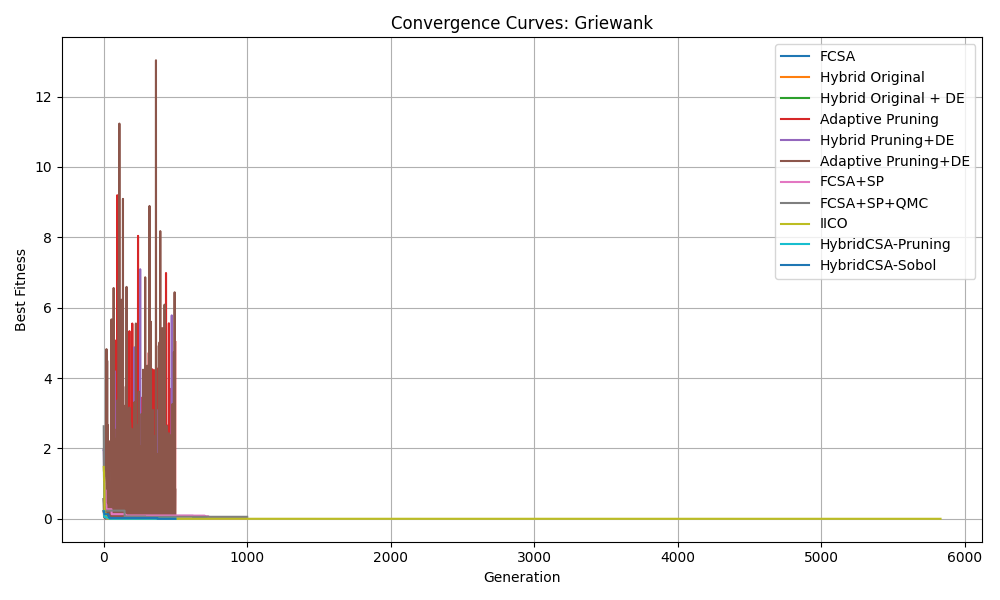 Convergence Curves: Griewank
FCSA
Hybrid Original
Hybrid Original + DE
Adaptive Pruning
Hybrid Pruning+DE
Adaptive Pruning+DE
FCSA+SP
FCSA+SP+QMC
IICO
HybridCSA-Pruning
HybridCSA-Sobol
Best Fitness
12
10
8
6
4
2
0
0 1000 2000 3000 4000 5000 6000
Generation